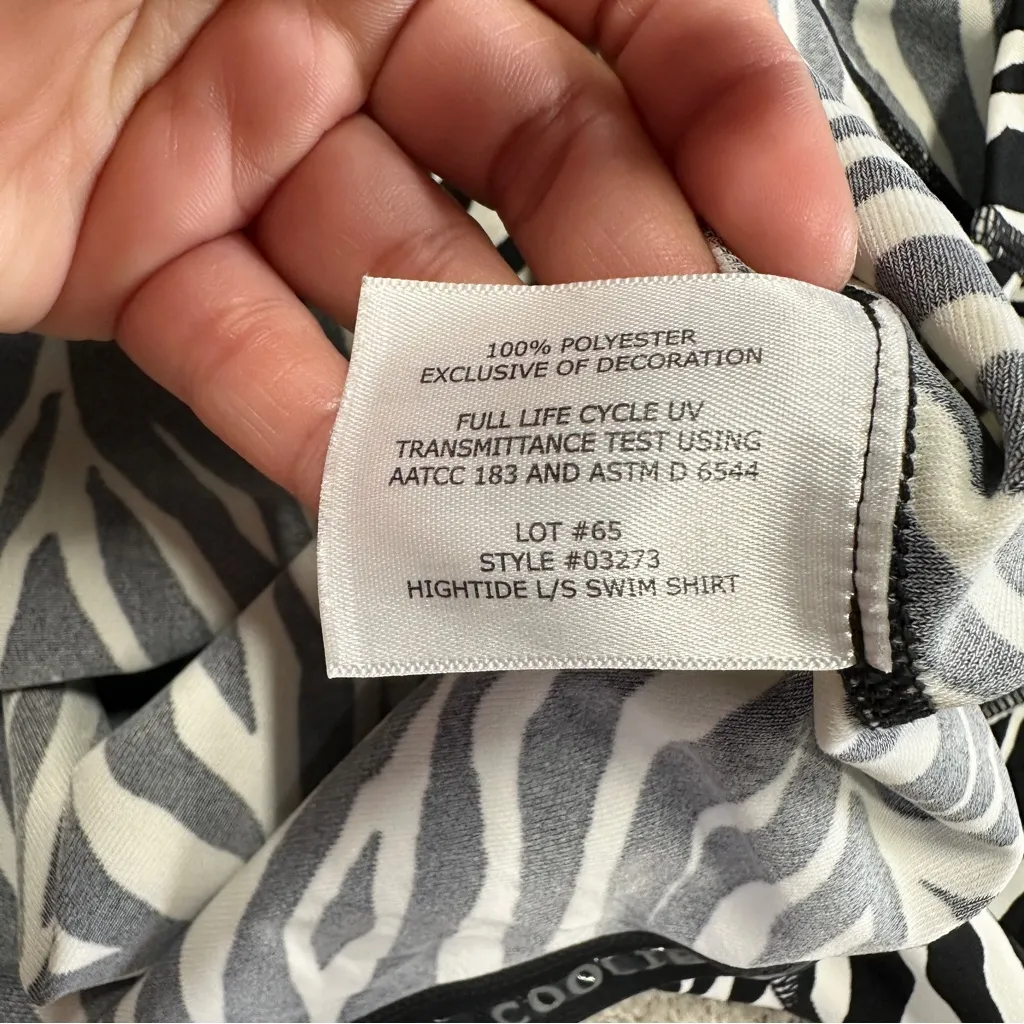 100% POLYESTER
EXCLUSIVE OF DECORATION
FULL LIFE CYCLE UV
TRANSMITTANCE TEST USING
AATCC 183 AND ASTM D 6544
LOT #65
STYLE #03273
HIGHTIDE L/S SWIM SHIRT